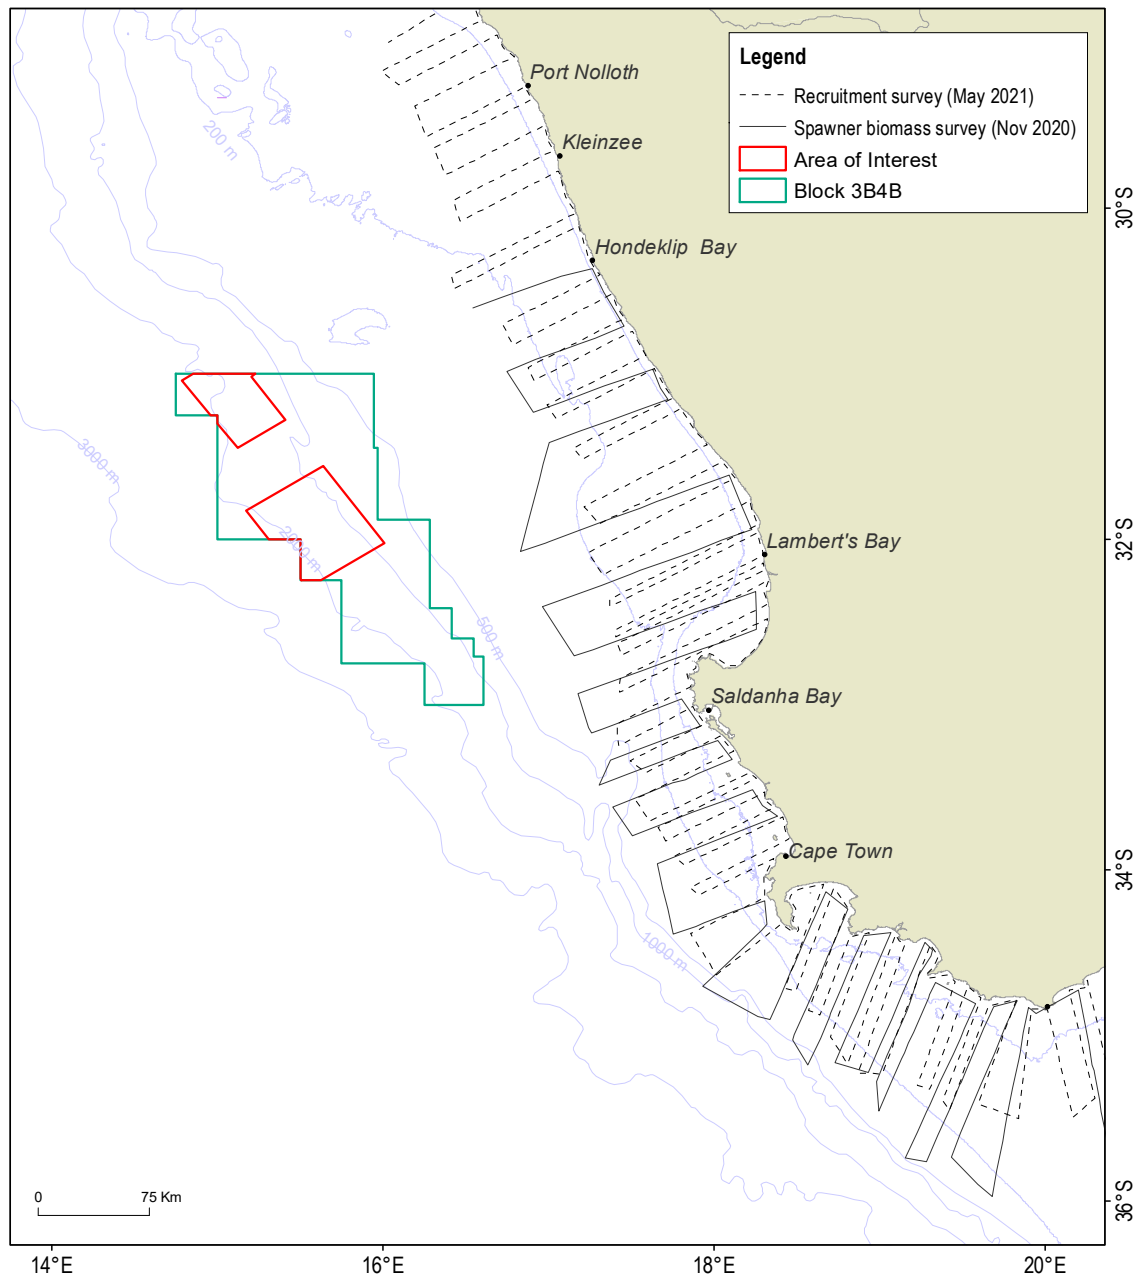 Legend
Recruitment survey (May 2021)
Spawner biomass survey (Nov 2020)
Area of Interest
Block 3B4B
Port Nolloth
200 m
Kleinzee
30°S
Hondeklip Bay
3000 m
2000 m
32°S
Lambert's Bay
500 m
Saldanha Bay
Cape Town
34°S
1000 m
0
75 Km
36°S
14°E
16°E
18°E
20°E